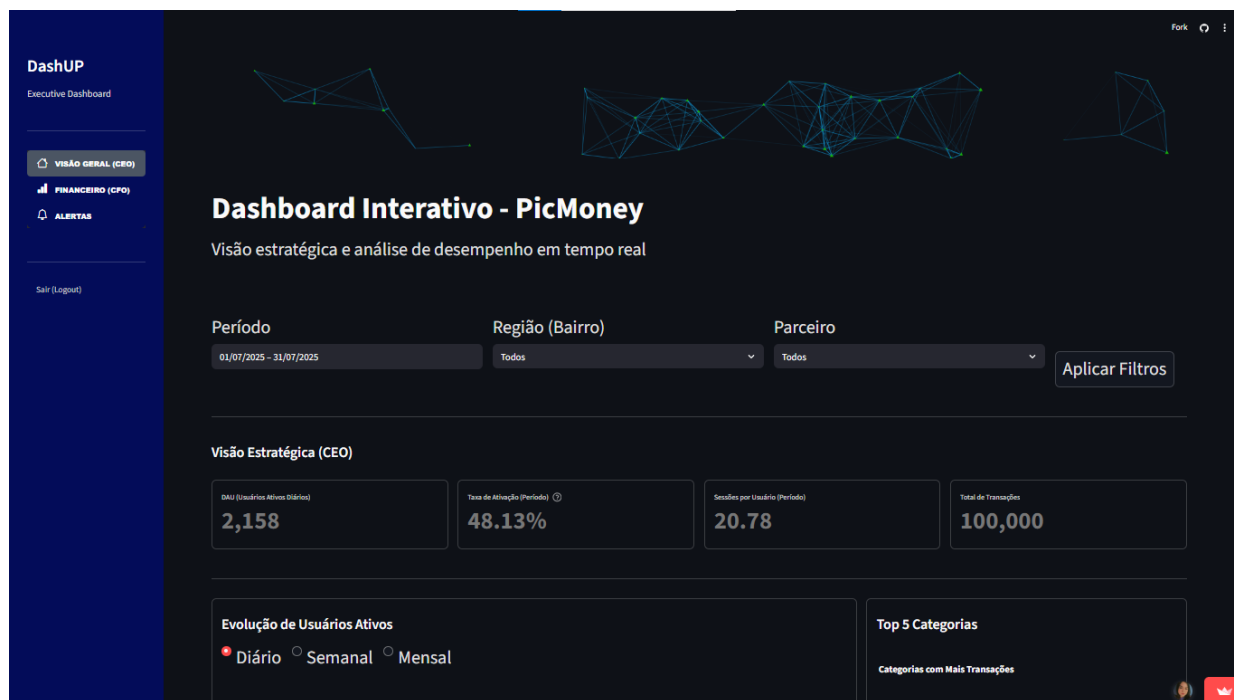 Fork
DashUP
Executive Dashboard
VISÃO GERAL (CEO)
FINANCEIRO (CFO)
ALERTAS
Sair (Logout)
Dashboard Interativo - PicMoney
Visão estratégica e análise de desempenho em tempo real
Período
Região (Bairro)
Parceiro
01/07/2025 – 31/07/2025
Todos
Todos
Aplicar Filtros
Visão Estratégica (CEO)
DAU (Usuários Ativos Diários)
2,158
Taxa de Ativação (Período)
48.13%
Sessões por Usuário (Período)
20.78
Total de Transações
100,000
Evolução de Usuários Ativos
Diário
Semanal
Mensal
Top 5 Categorias
Categorias com Mais Transações